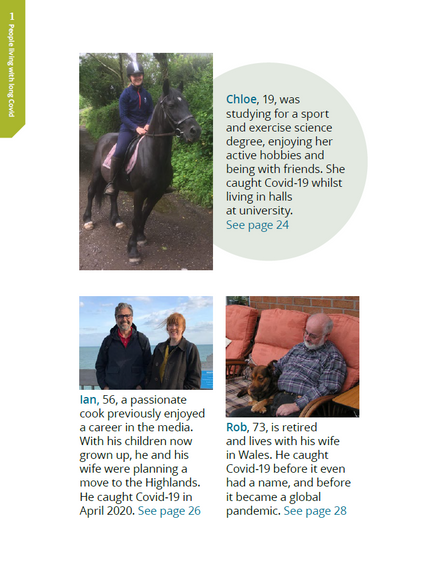 1 People living with long Covid
Chloe, 19, was
studying for a sport
and exercise science
degree, enjoying her
active hobbies and
being with friends. She
caught Covid-19 whilst
living in halls
at university.
See page 24
Ian, 56, a passionate
cook previously enjoyed
a career in the media.
With his children now
grown up, he and his
wife were planning a
move to the Highlands.
He caught Covid-19 in
April 2020. See page 26
Rob, 73, is retired
and lives with his wife
in Wales. He caught
Covid-19 before it even
had a name, and before
it became a global
pandemic. See page 28